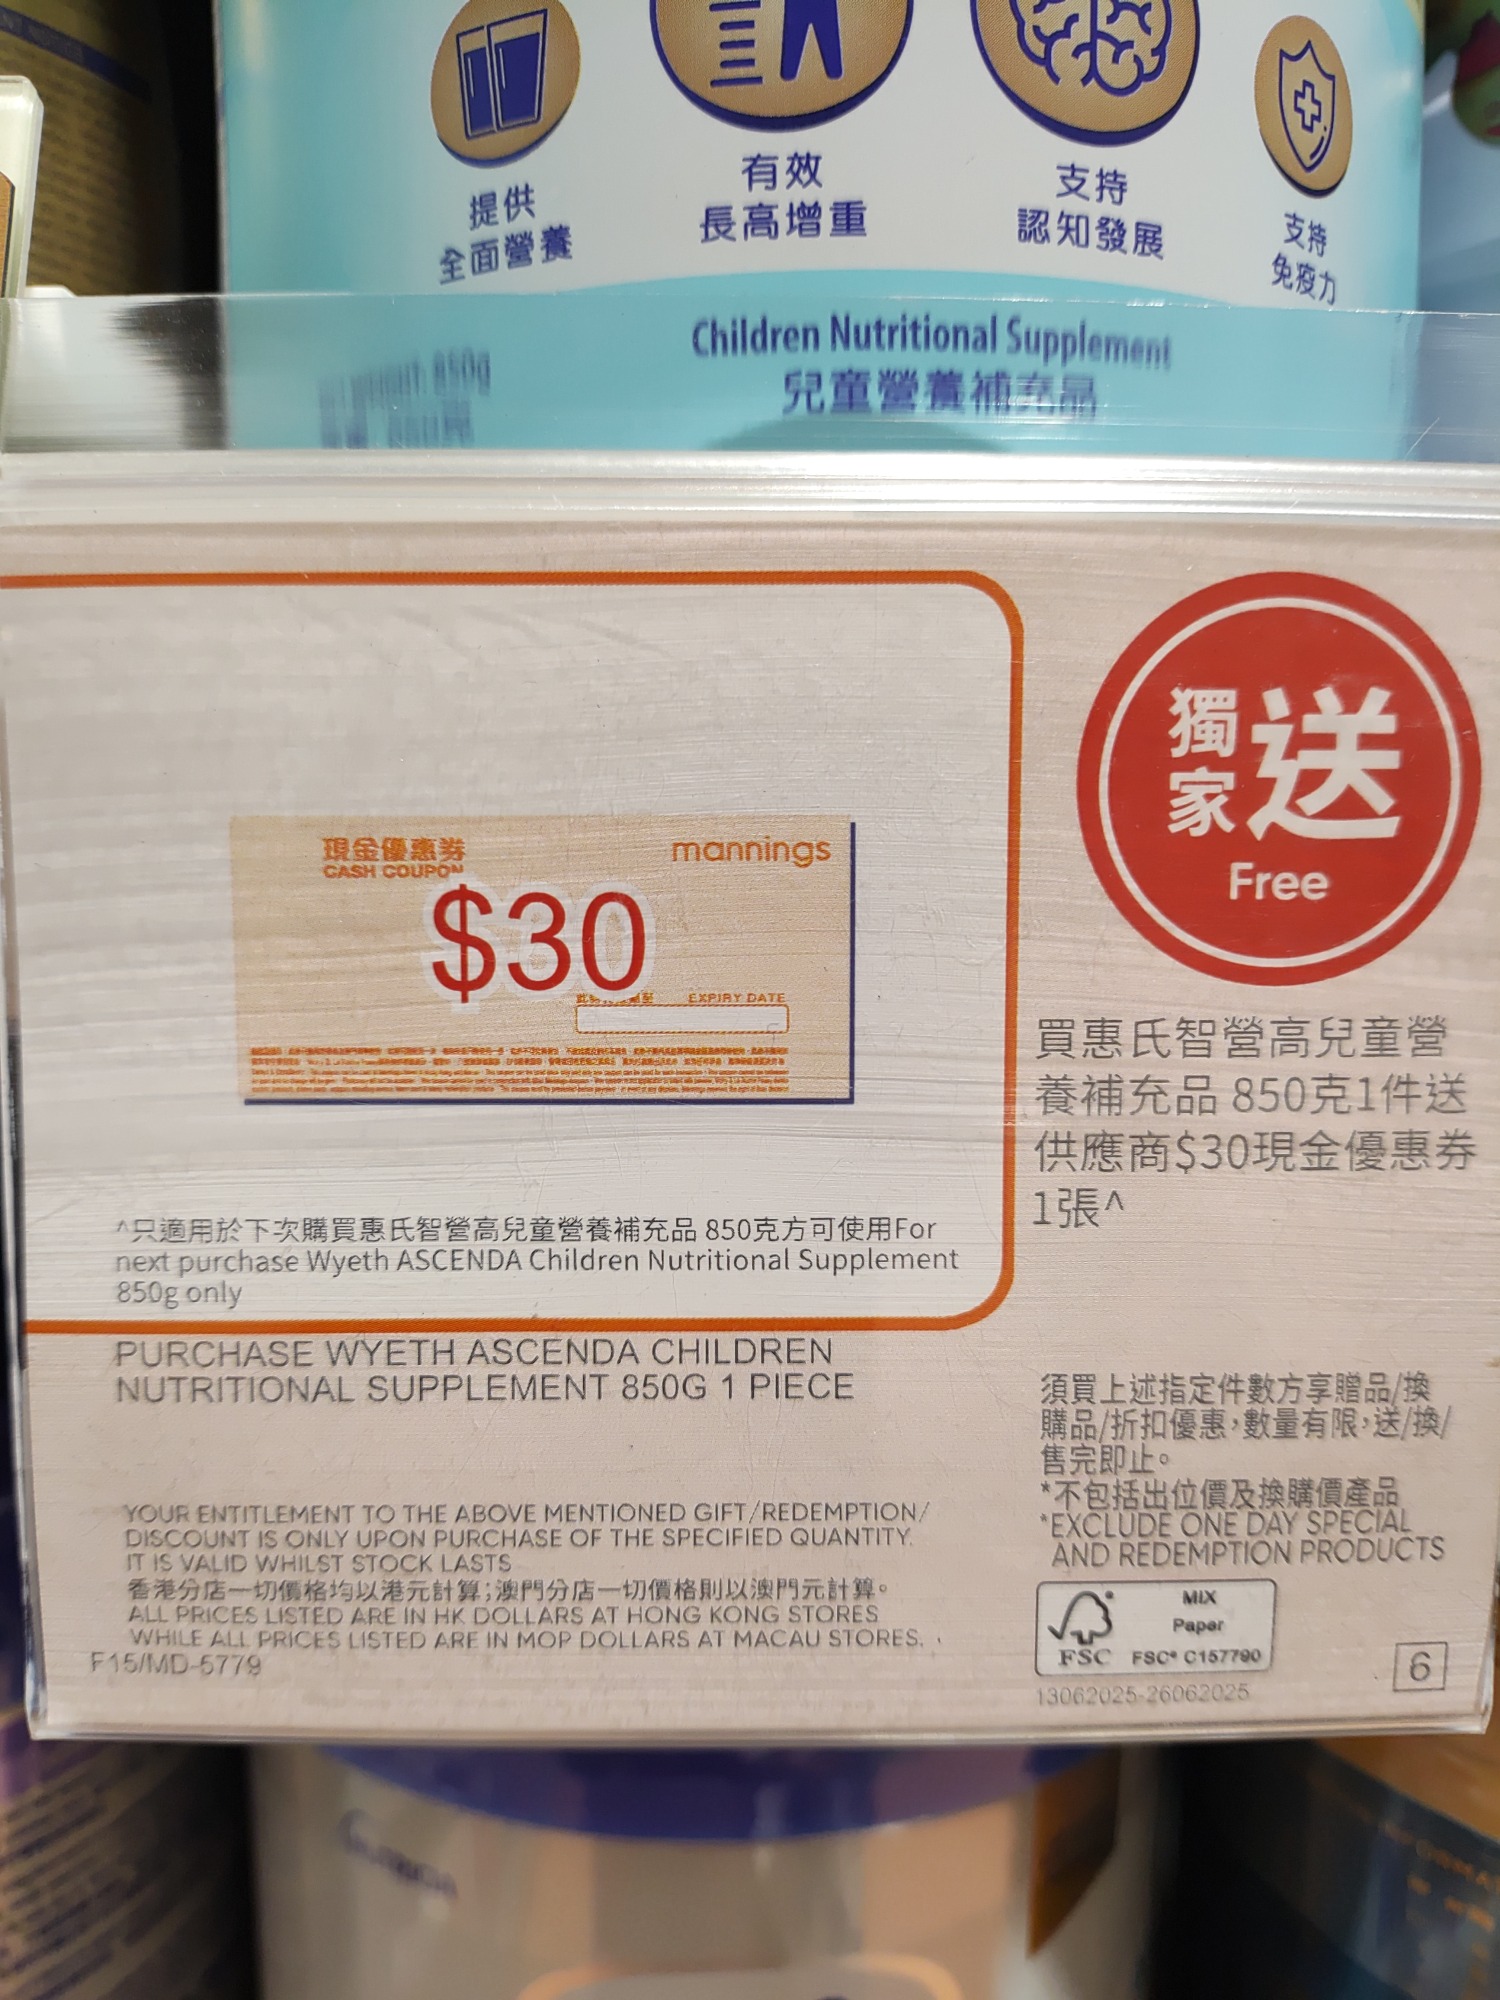 提供
全面營養
有效
長高增重
支持
認知發展
支持
免疫力
Children Nutritional Supplement
兒童營養補充品
850g
現金優惠券
CASH COUPON
mannings
$30
EXPIRY DATE
^只適用於下次購買惠氏智營高兒童營養補充品 850克方可使用For
next purchase Wyeth ASCENDA Children Nutritional Supplement
850g only
獨家送
Free
買惠氏智營高兒童營
養補充品 850克1件送
供應商$30現金優惠券
1張^
PURCHASE WYETH ASCENDA CHILDREN
NUTRITIONAL SUPPLEMENT 850G 1 PIECE
YOUR ENTITLEMENT TO THE ABOVE MENTIONED GIFT/REDEMPTION/
DISCOUNT IS ONLY UPON PURCHASE OF THE SPECIFIED QUANTITY.
IT IS VALID WHILST STOCK LASTS
香港分店一切價格均以港元計算;澳門分店一切價格則以澳門元計算。
ALL PRICES LISTED ARE IN HK DOLLARS AT HONG KONG STORES
WHILE ALL PRICES LISTED ARE IN MOP DOLLARS AT MACAU STORES.
F15/MD-5779
須買上述指定件數方享贈品/換
購品/折扣優惠,數量有限,送/換/
售完即止。
*不包括出位價及換購價產品
*EXCLUDE ONE DAY SPECIAL
AND REDEMPTION PRODUCTS
MIX
Paper
FSC FSC® C157790
13062025-26062025
6